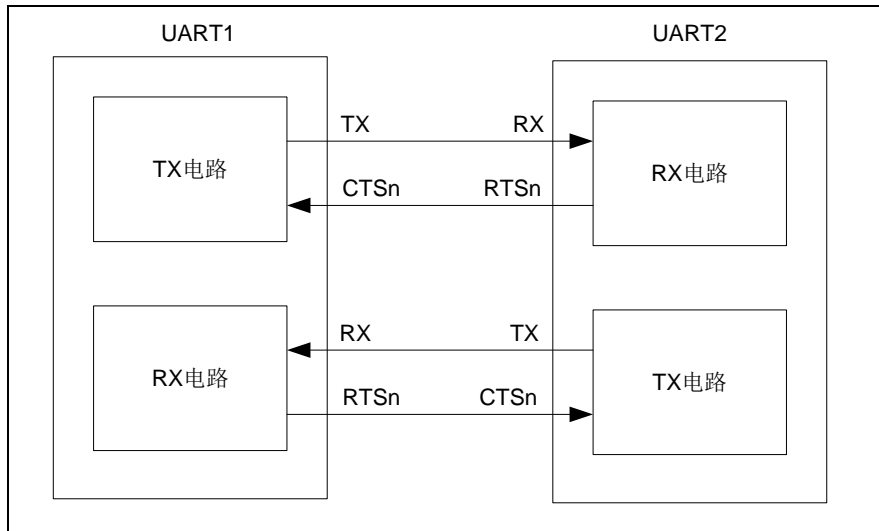 UART1
UART2
TX
RX
TX电路
RX电路
CTSn
RTSn
RX
TX
RX电路
TX电路
RTSn
CTSn